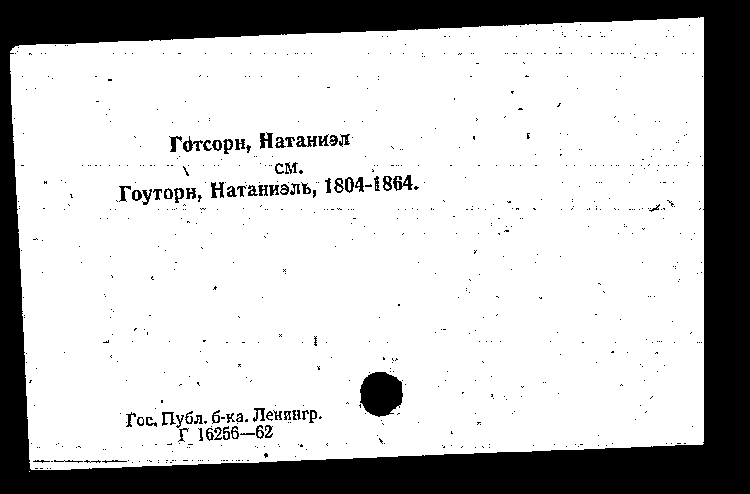 Готсорн, Натаниэл
см.
Гоуторн, Натаниэль, 1804-1864.
Гос. Публ. б-ка. Ленингр.
Г 16256—62